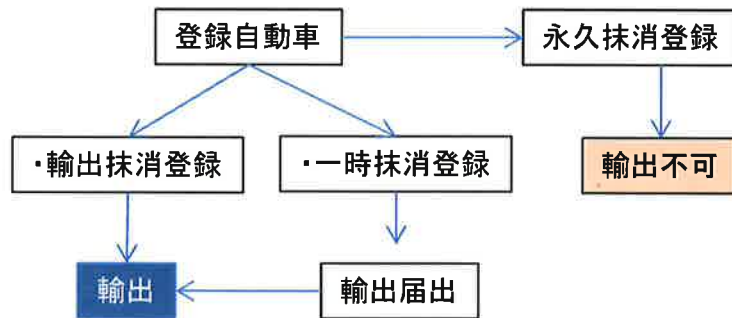 登録自動車
永久抹消登録
・輸出抹消登録
・一時抹消登録
輸出不可
輸出
輸出届出